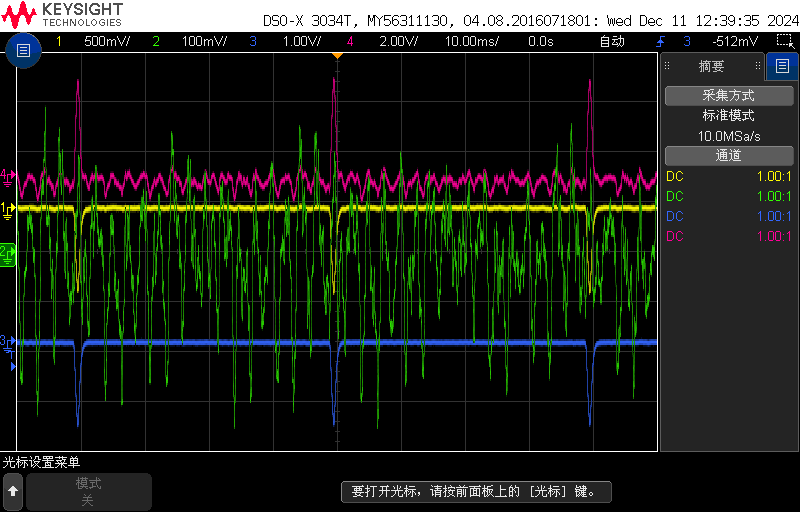 KEYSIGHT
TECHNOLOGIES
DSO-X 3034T, MY56311130, 04.08.2016071801: Wed Dec 11 12:39:35 2024
1 500mV/ 2 100mV/ 3 1.00V/ 4 2.00V/ 10.00ms/ 0.0s 自动 3 -512mV
摘要
采集方式
标准模式
10.0MSa/s
通道
DC 1.00:1
DC 1.00:1
DC 1.00:1
DC 1.00:1
4
1
2
3
光标设置菜单
模式
关
要打开光标，请按前面板上的 [光标] 键。